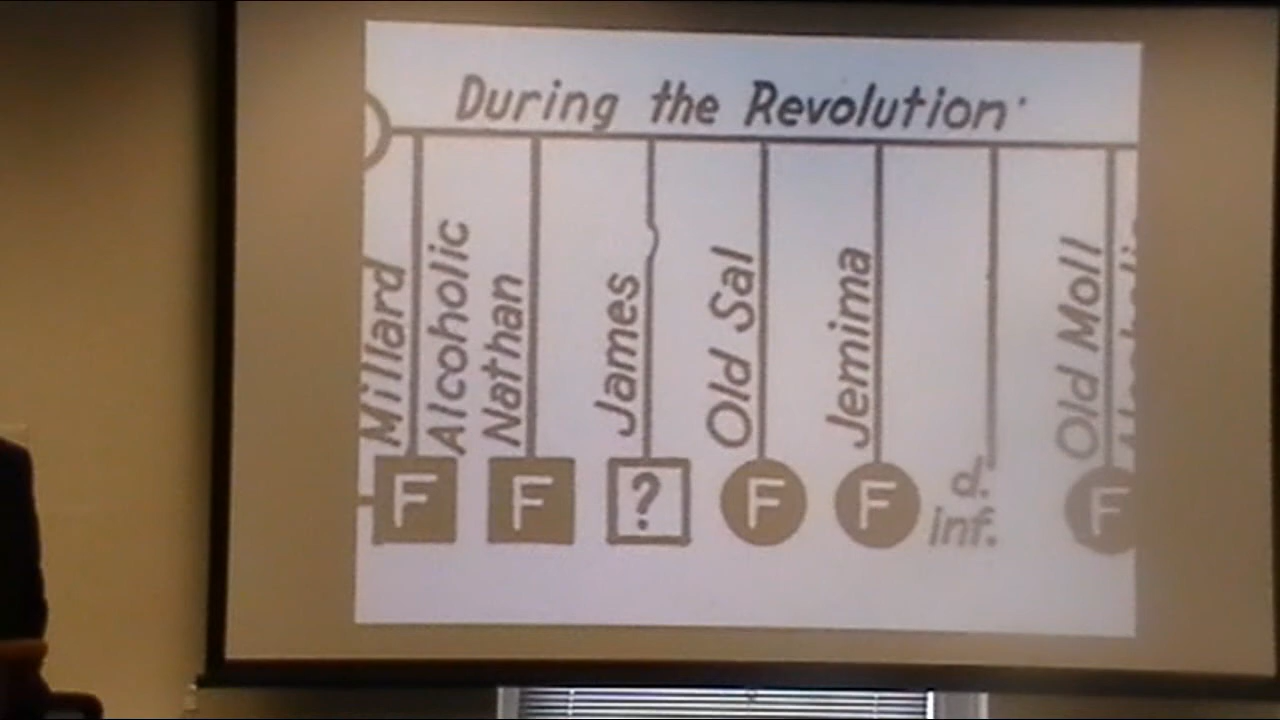 During the Revolution
Millard
Alcoholic
Nathan
James
Old Sal
Jemima
Old Moll
F
F
?
F
F
d.
inf.
F